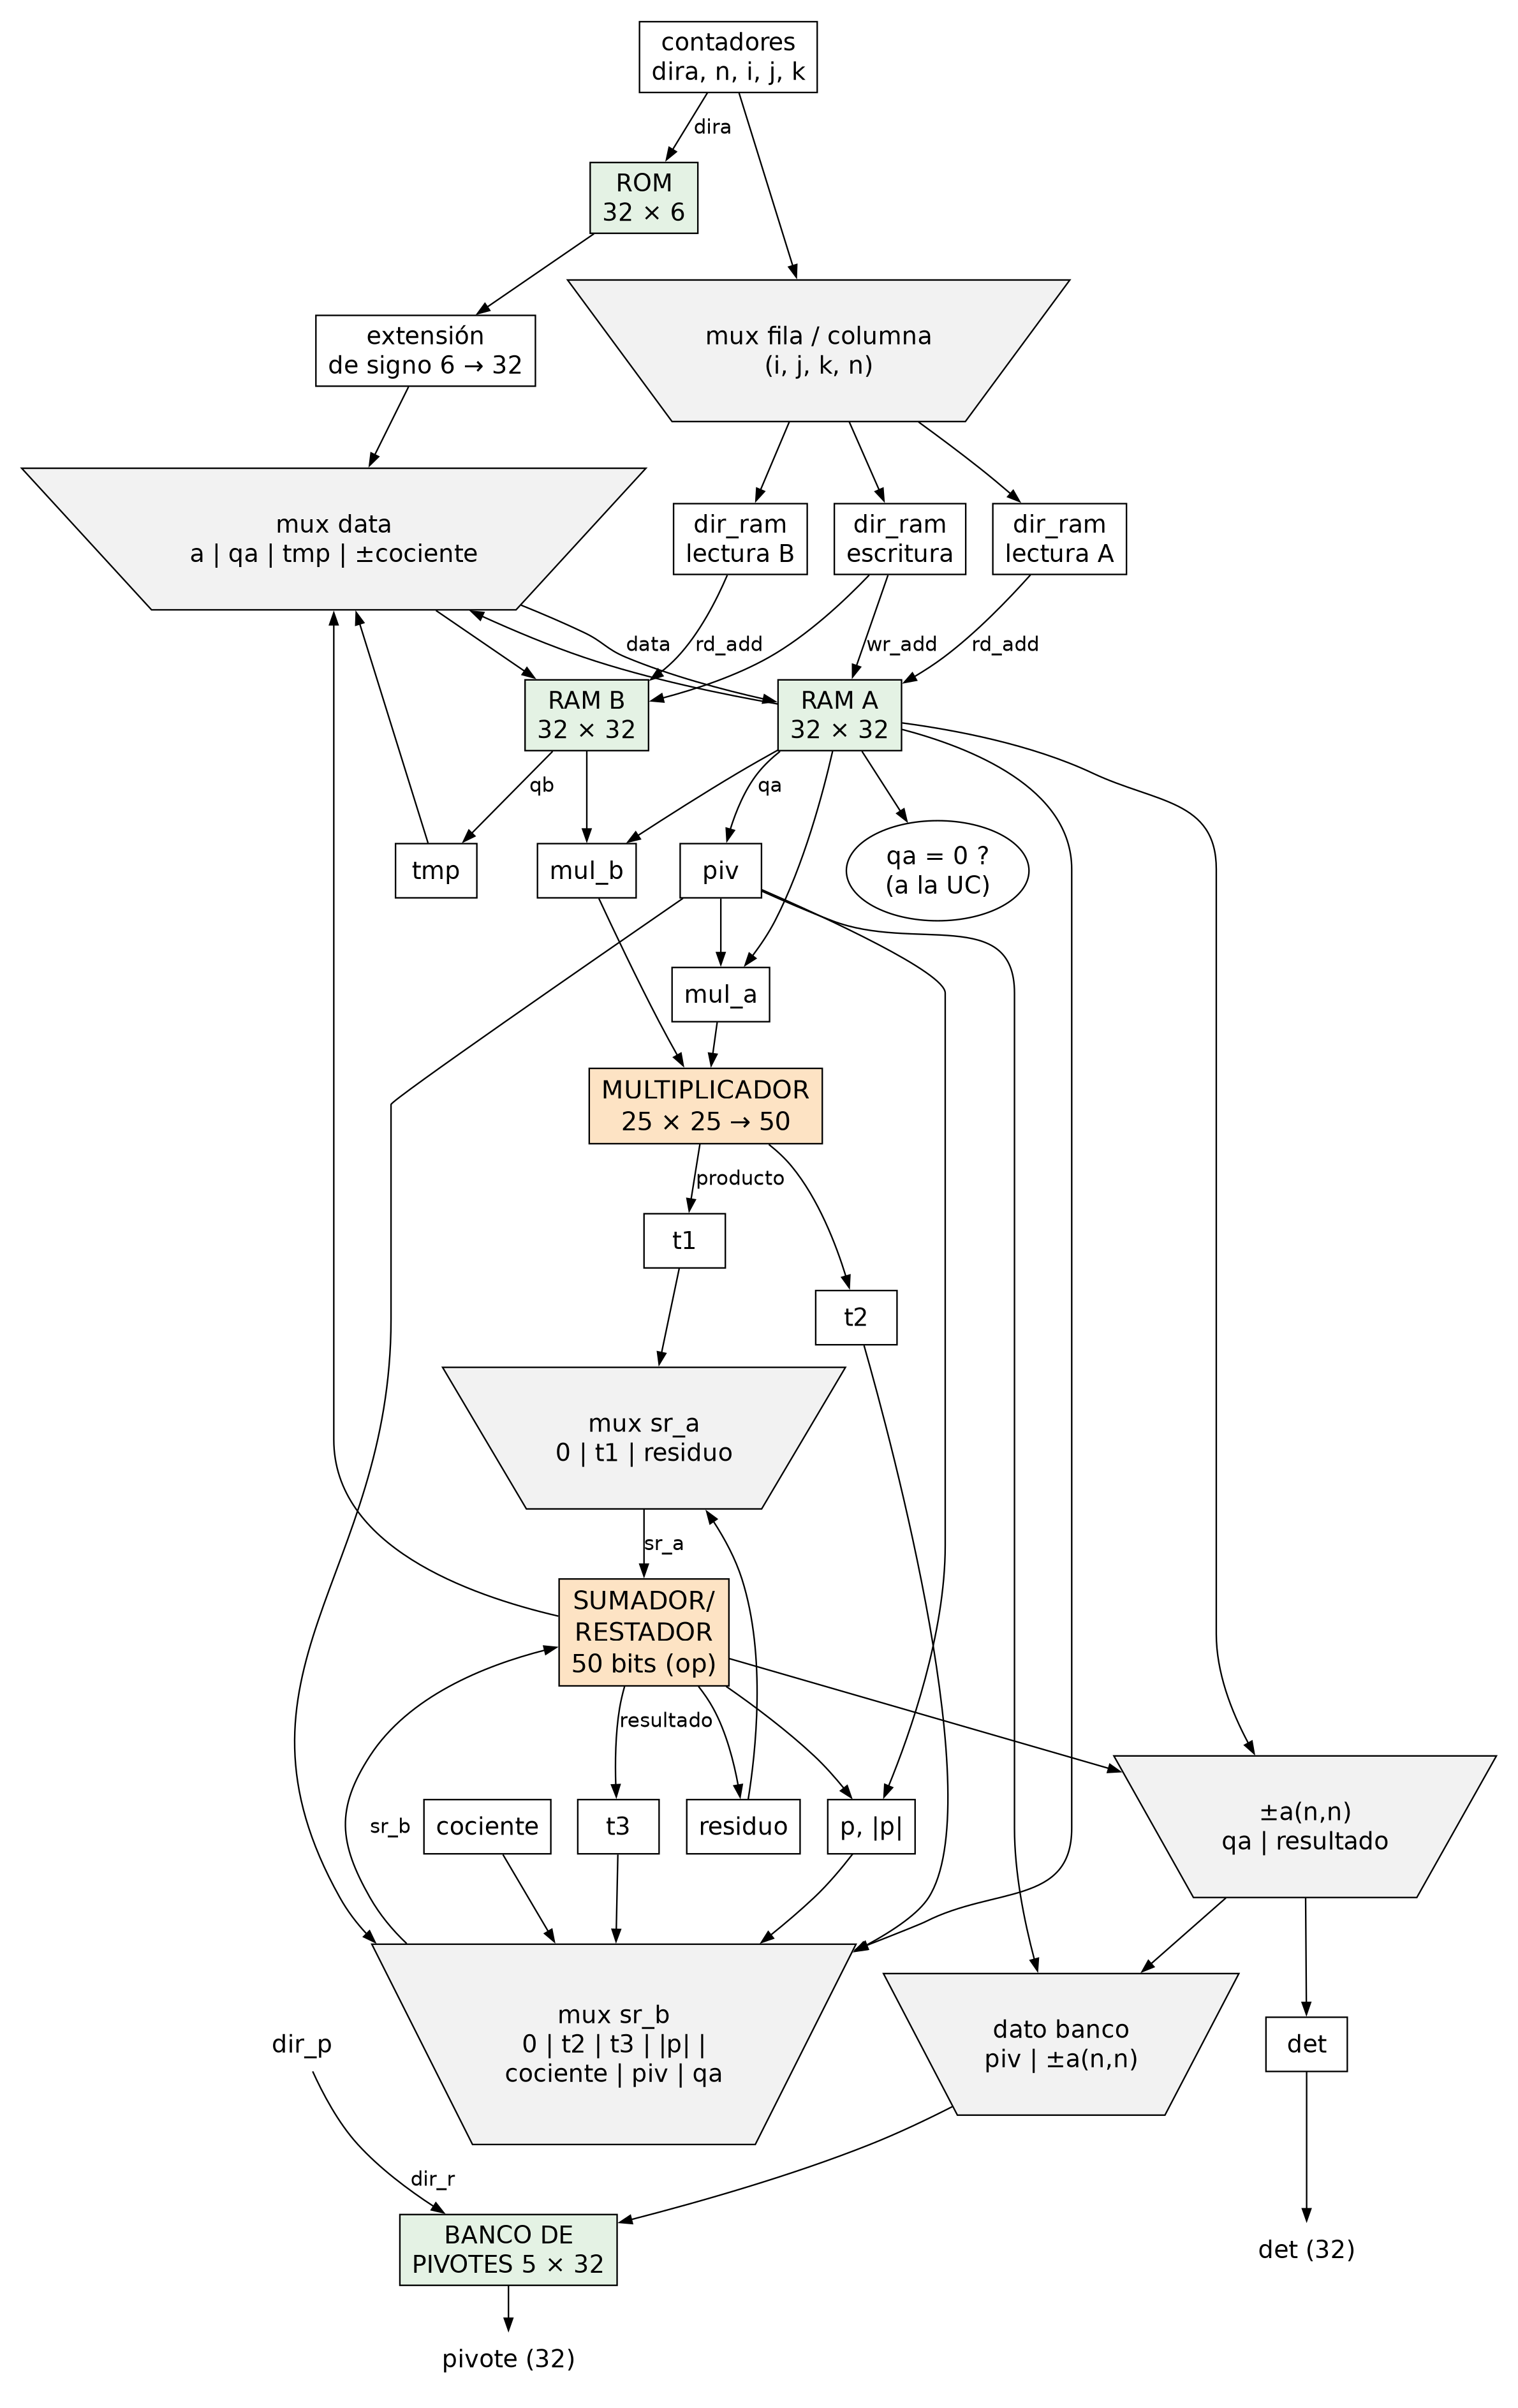 contadores
dira, n, i, j, k
dira
ROM
32 × 6
extensión
de signo 6 → 32
mux fila / columna
(i, j, k, n)
mux data
a | qa | tmp | ±cociente
dir_ram
lectura B
dir_ram
escritura
dir_ram
lectura A
data
rd_add
wr_add
rd_add
RAM B
32 × 32
RAM A
32 × 32
qb
qa
tmp
mul_b
piv
qa = 0 ?
(a la UC)
mul_a
MULTIPLICADOR
25 × 25 → 50
producto
t1
t2
mux sr_a
0 | t1 | residuo
sr_a
SUMADOR/
RESTADOR
50 bits (op)
resultado
sr_b
cociente
t3
residuo
p, |p|
±a(n,n)
qa | resultado
mux sr_b
0 | t2 | t3 | |p| |
cociente | piv | qa
dir_p
dato banco
piv | ±a(n,n)
det
dir_r
BANCO DE
PIVOTES 5 × 32
det (32)
pivote (32)